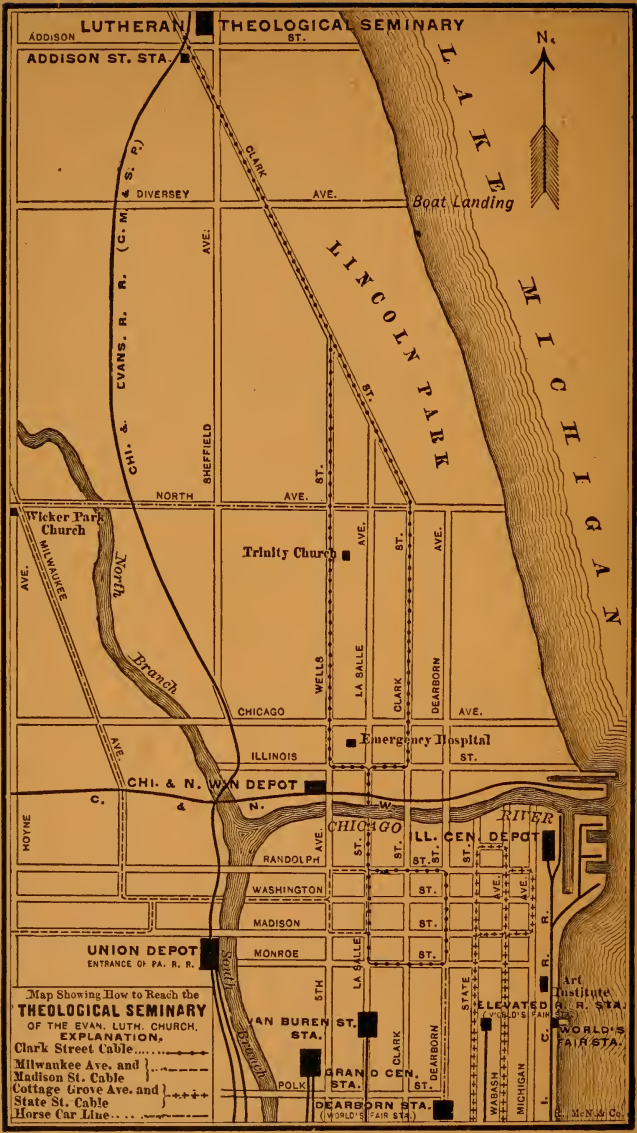 LUTHERAN THEOLOGICAL SEMINARY
ADDISON ST.
ADDISON ST. STA.
N.
LAKE MICHIGAN
CLARK
CHI. & EVANS. R. R. (C. M. & S. P.)
DIVERSEY AVE.
Boat Landing
AVE.
LINCOLN PARK
ST.
SHEFFIELD
ST.
NORTH AVE.
Wicker Park
Church
AVE.
MILWAUKEE
North
Branch
Trinity Church
AVE.
ST.
AVE.
WELLS
LA SALLE
CLARK
DEARBORN
CHICAGO AVE.
AVE.
Emergency Hospital
ILLINOIS ST.
CHI. & N. W'N DEPOT
C. & N. W.
HOYNE
CHICAGO RIVER
ILL. CEN. DEPOT
AVE.
ST.
ST.
ST.
ST.
RANDOLPH ST.
AVE.
AVE.
WASHINGTON ST.
MADISON ST.
UNION DEPOT
ENTRANCE OF PA. R. R.
MONROE ST.
South
Branch
5TH
LA SALLE
STATE
I. C. R. R.
Art
Institute
ELEVATED R. R. STA.
(WORLD'S FAIR STA.)
WORLD'S
FAIR STA.
VAN BUREN ST.
STA.
CLARK
DEARBORN
WABASH
MICHIGAN
GRAND CEN.
STA.
POLK ST.
DEARBORN STA.
(WORLD'S FAIR STA.)
Map Showing How to Reach the
THEOLOGICAL SEMINARY
OF THE EVAN. LUTH. CHURCH.
EXPLANATION.
Clark Street Cable
Milwaukee Ave. and
Madison St. Cable
Cottage Grove Ave. and
State St. Cable
Horse Car Line
R., McN. & Co.